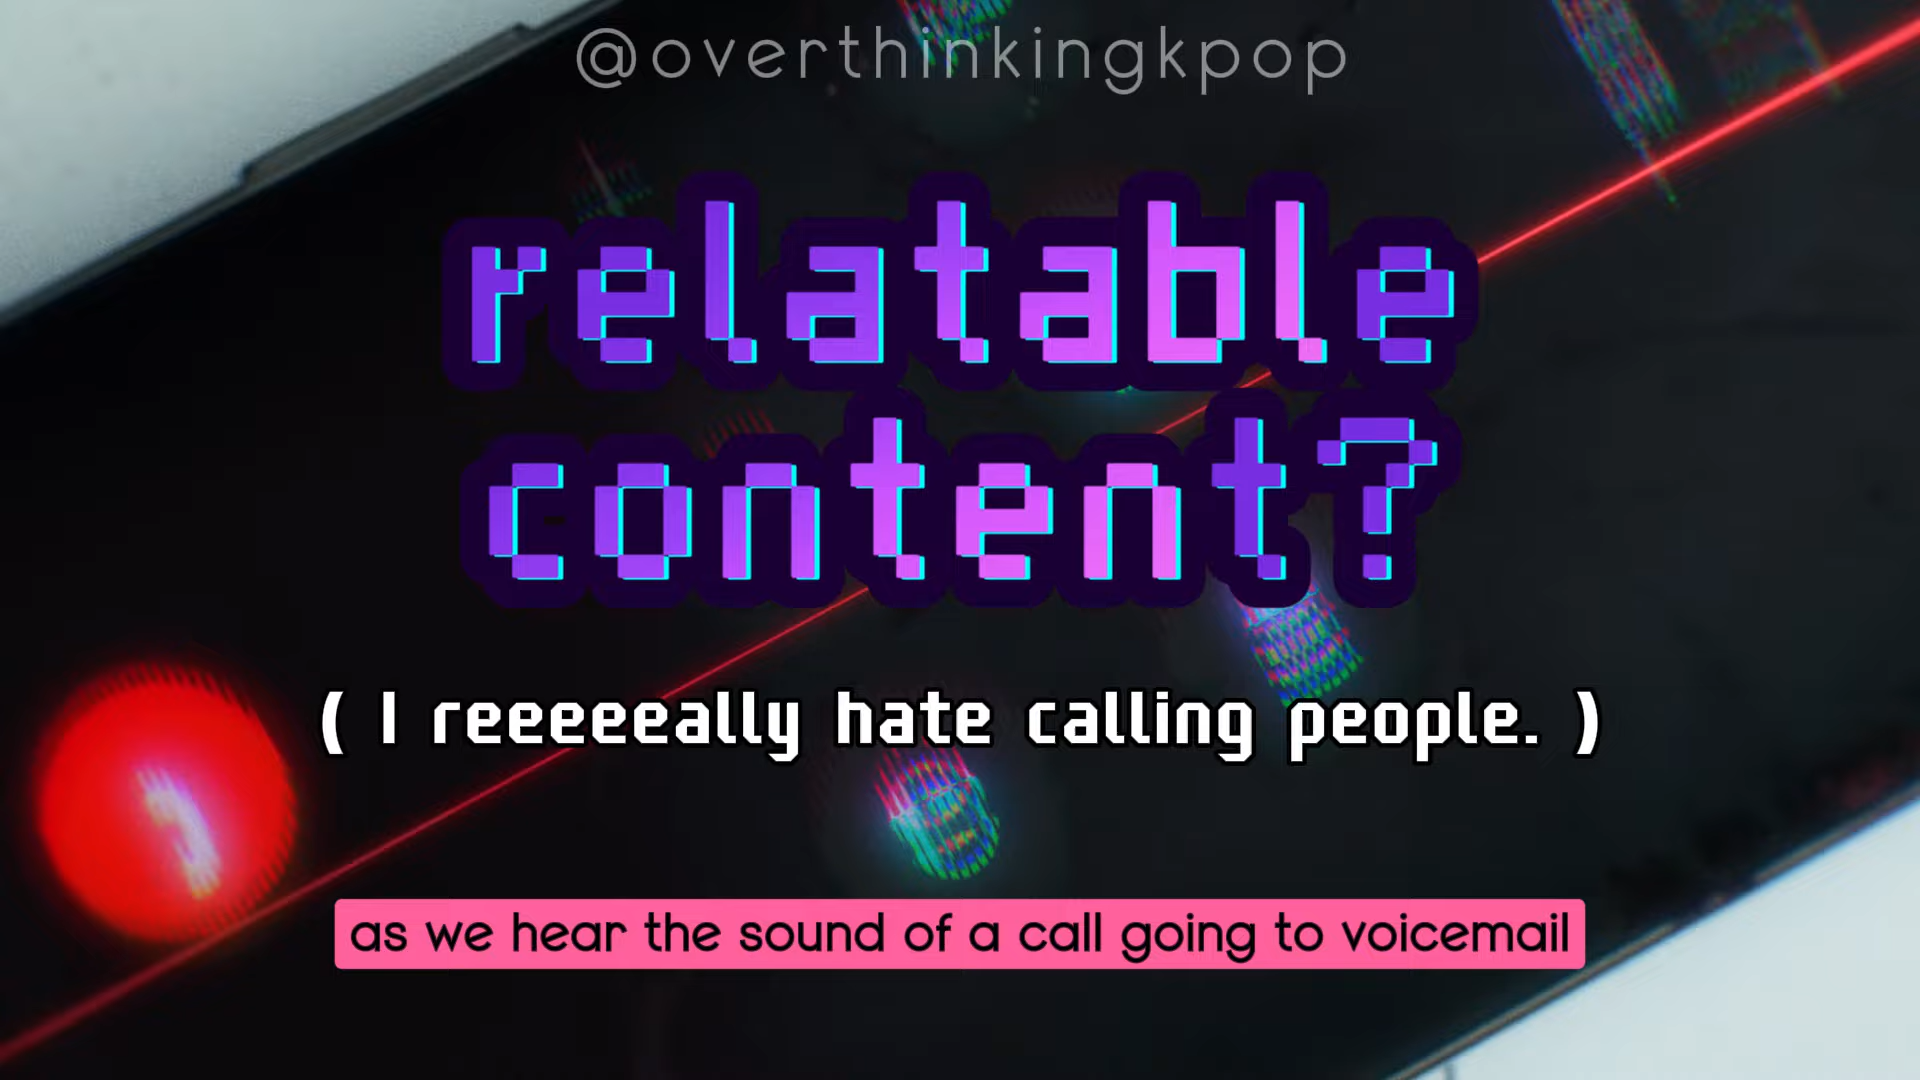 @overthinkingkpop
relatable
content?
( I reeeeeally hate calling people. )
as we hear the sound of a call going to voicemail